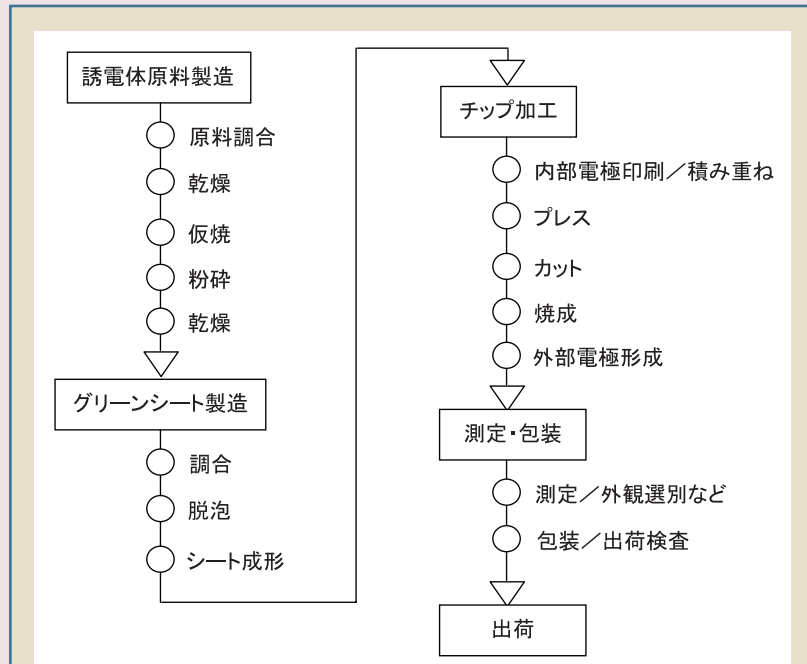 誘電体原料製造
原料調合
乾燥
仮焼
粉砕
乾燥
グリーンシート製造
調合
脱泡
シート成形
チップ加工
内部電極印刷／積み重ね
プレス
カット
焼成
外部電極形成
測定・包装
測定／外観選別など
包装／出荷検査
出荷